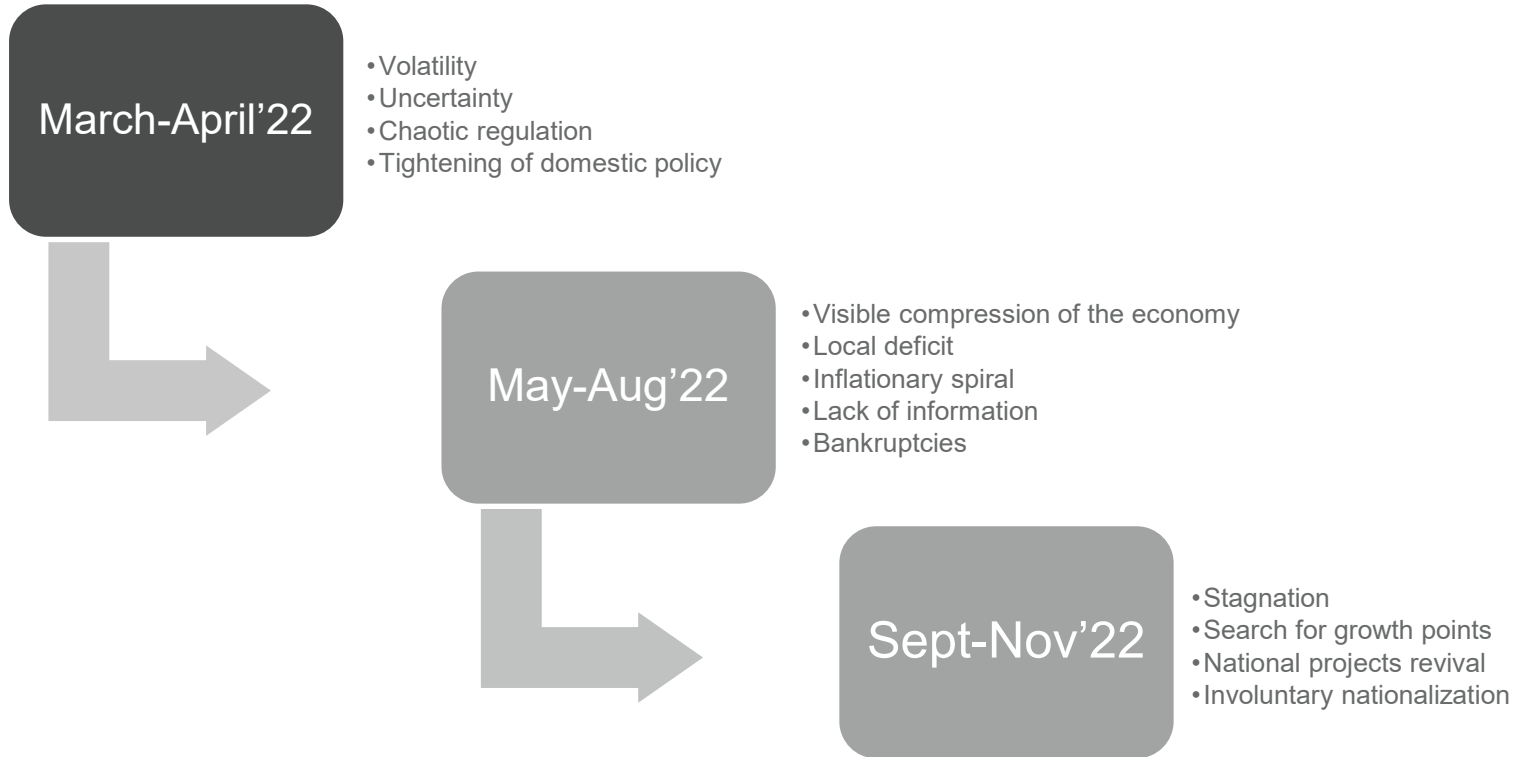 March-April’22
•Volatility
•Uncertainty
•Chaotic regulation
•Tightening of domestic policy
May-Aug’22
•Visible compression of the economy
•Local deficit
•Inflationary spiral
•Lack of information
•Bankruptcies
Sept-Nov’22
•Stagnation
•Search for growth points
•National projects revival
•Involuntary nationalization